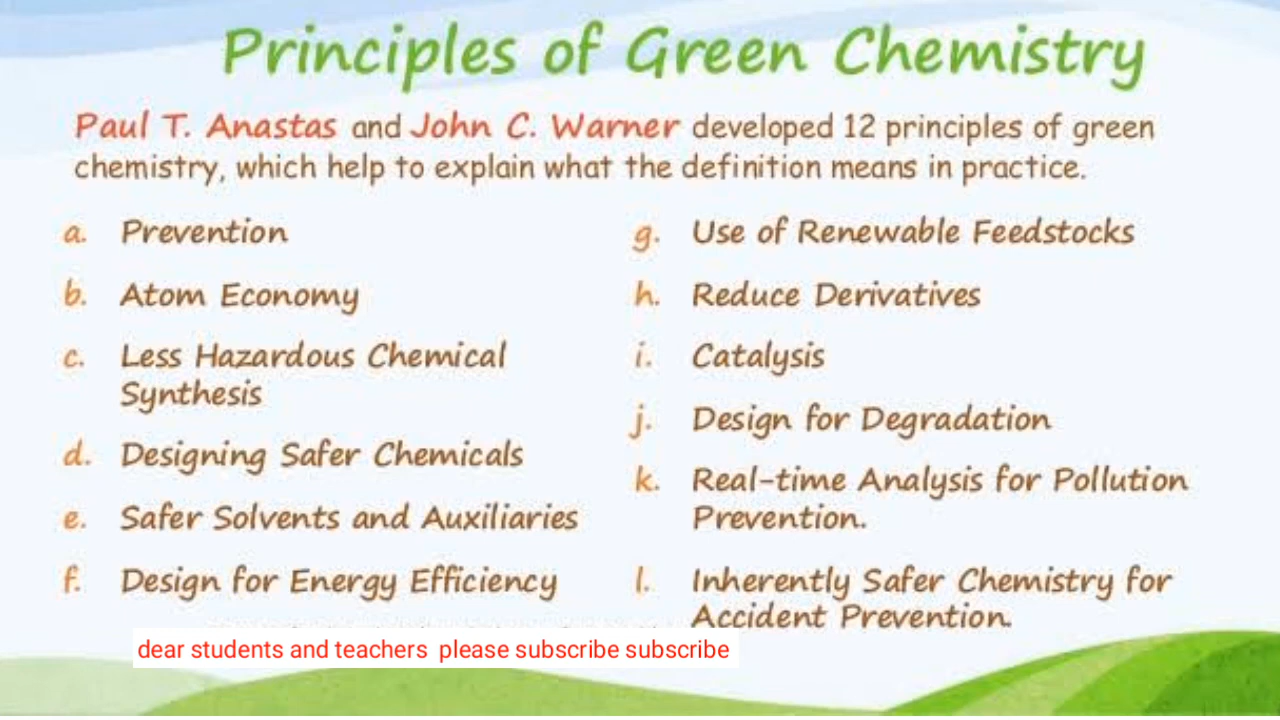 Principles of Green Chemistry
Paul T. Anastas and John C. Warner developed 12 principles of green
chemistry, which help to explain what the definition means in practice.
a. Prevention
b. Atom Economy
c. Less Hazardous Chemical
Synthesis
d. Designing Safer Chemicals
e. Safer Solvents and Auxiliaries
f. Design for Energy Efficiency
g. Use of Renewable Feedstocks
h. Reduce Derivatives
i. Catalysis
j. Design for Degradation
k. Real-time Analysis for Pollution
Prevention.
l. Inherently Safer Chemistry for
Accident Prevention.
dear students and teachers please subscribe subscribe